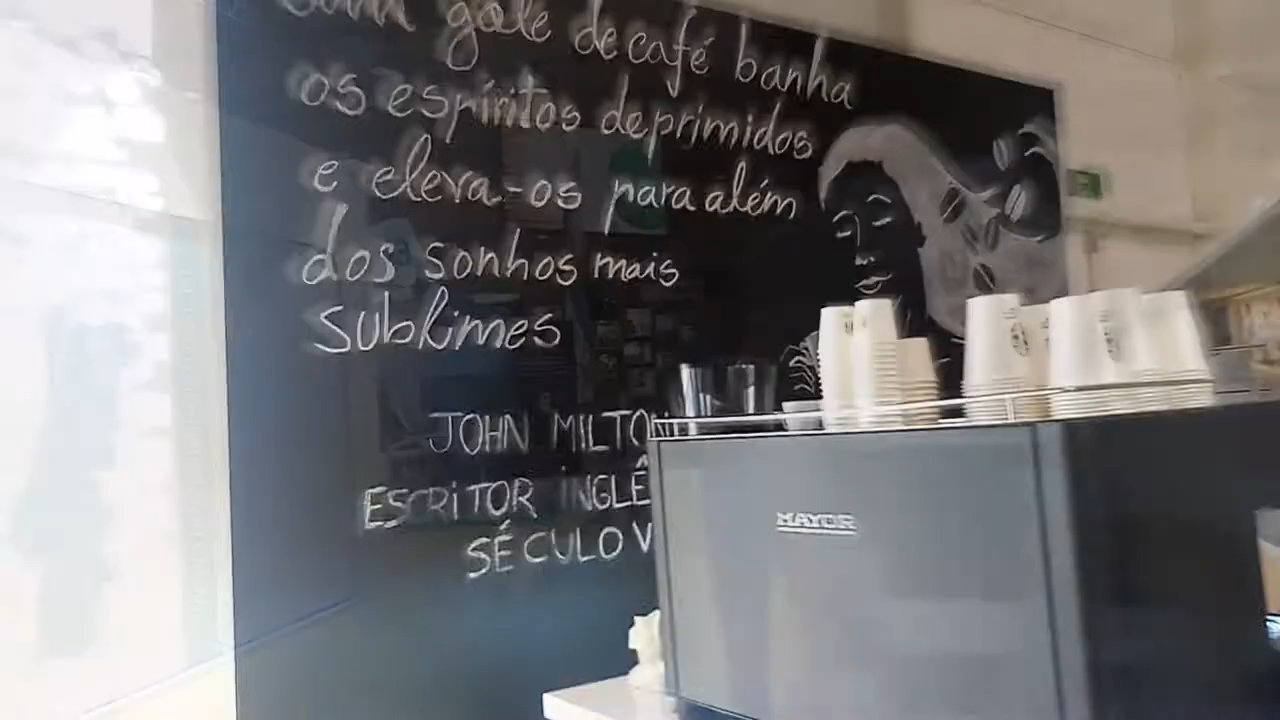 gole de café banha
os espíritos deprimidos
e eleva-os para além
dos sonhos mais
sublimes
JOHN MILTON
ESCRITOR INGLÊ
SÉCULO V
MAYOR